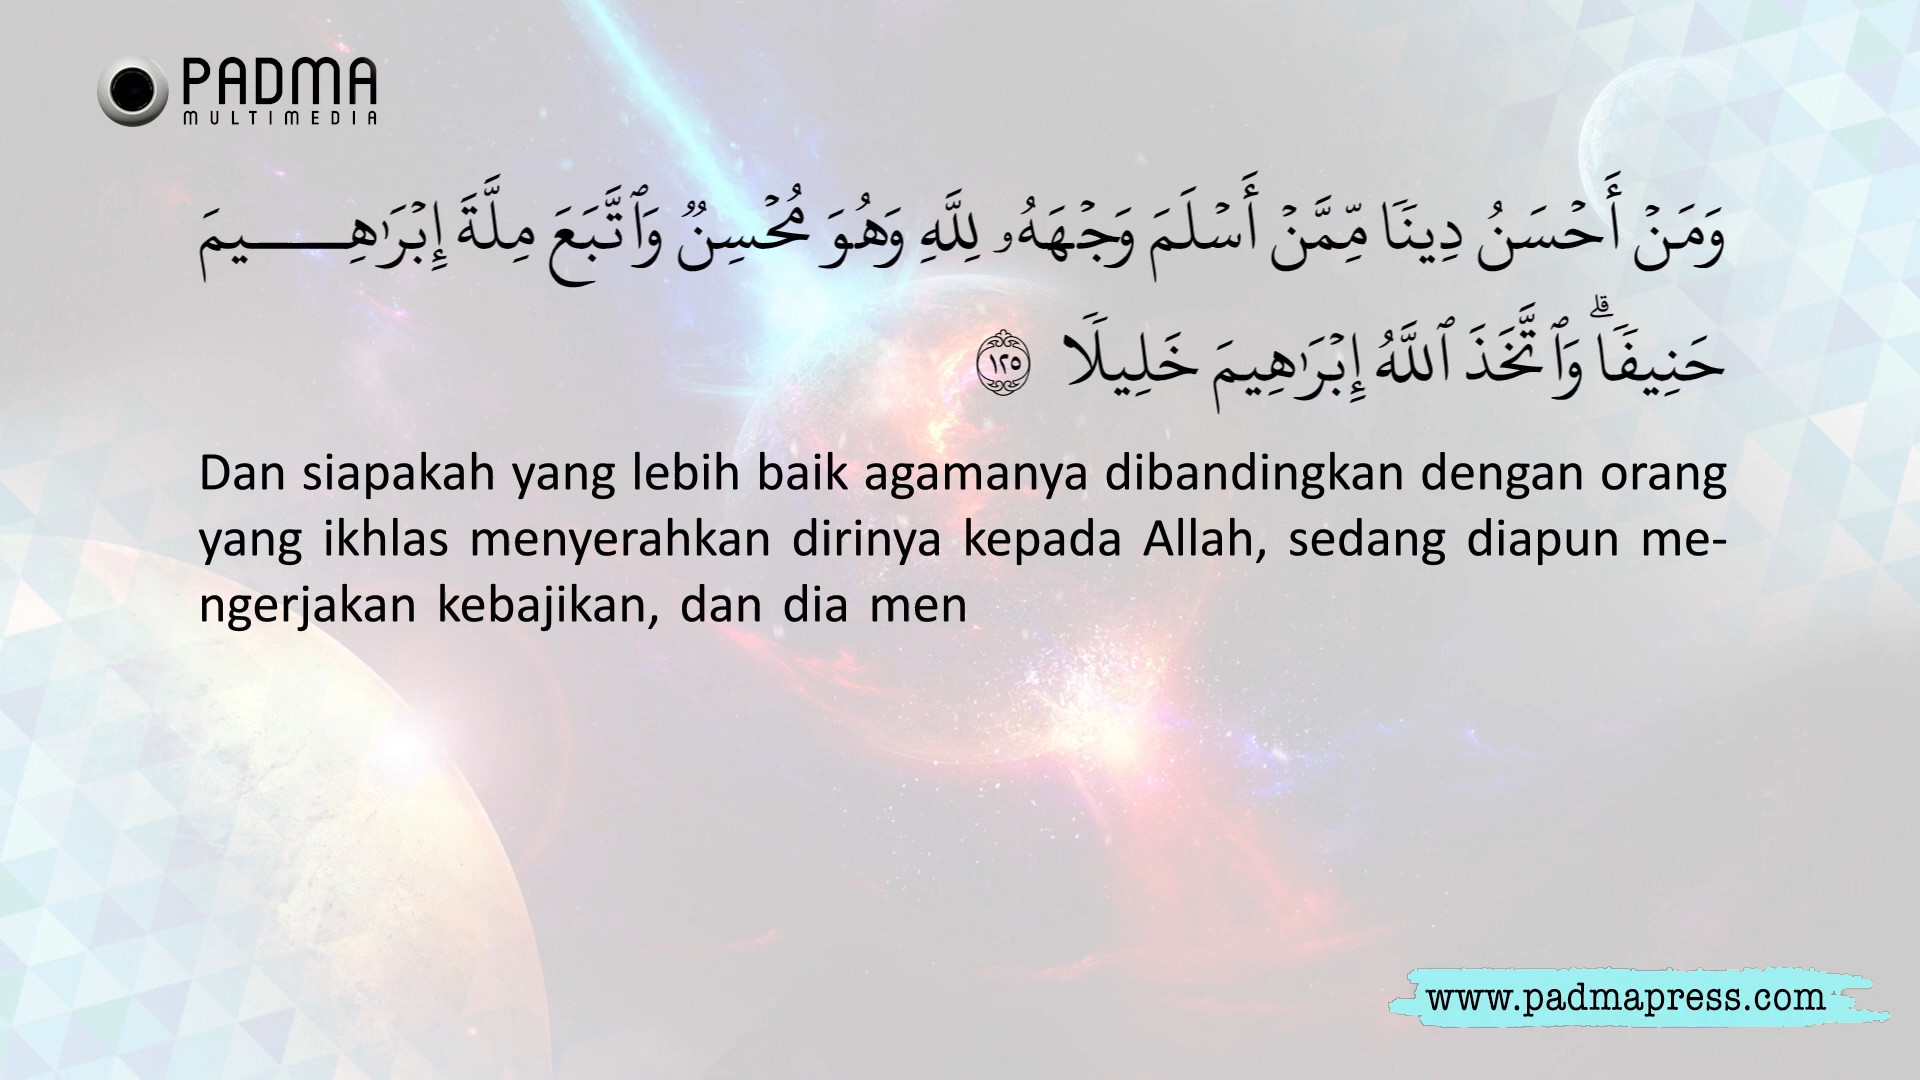 PADMA
MULTIMEDIA
وَمَنْ أَحْسَنُ دِينًا مِّمَّنْ أَسْلَمَ وَجْهَهُۥ لِلَّهِ وَهُوَ مُحْسِنٌ وَٱتَّبَعَ مِلَّةَ إِبْرَٰهِـــــيمَ
حَنِيفًا ۗ وَٱتَّخَذَ ٱللَّهُ إِبْرَٰهِيمَ خَلِيلًا ١٢٥
Dan siapakah yang lebih baik agamanya dibandingkan dengan orang
yang ikhlas menyerahkan dirinya kepada Allah, sedang diapun me-
ngerjakan kebajikan, dan dia men
www.padmapress.com